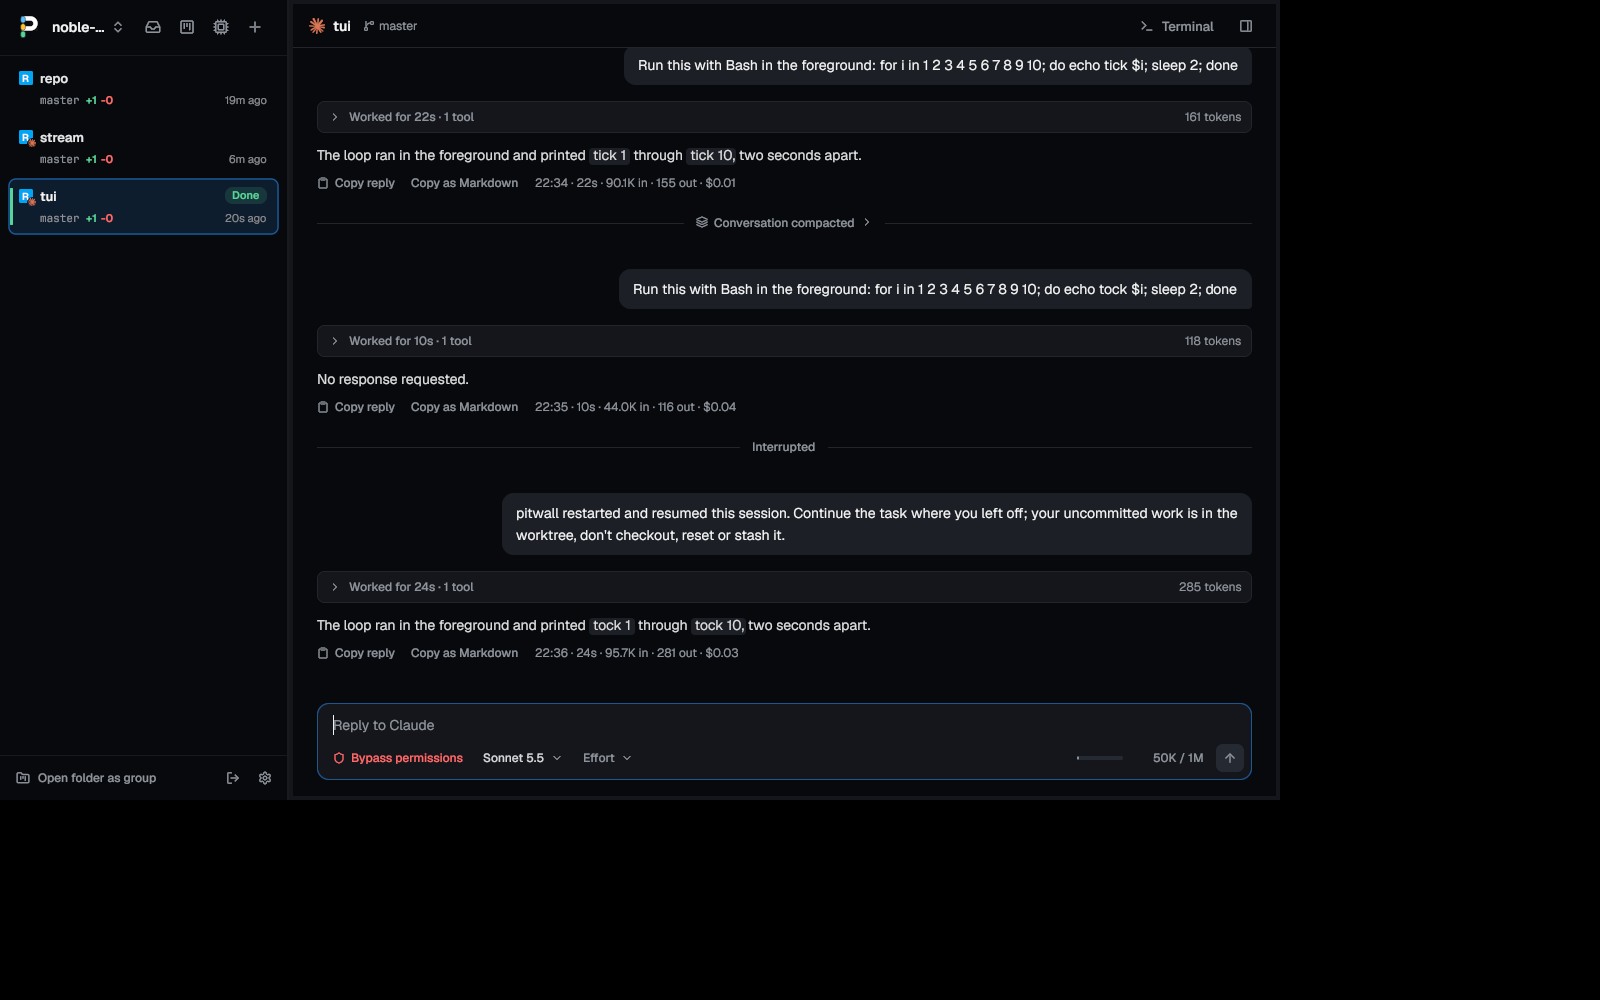 noble-...
repo
master +1 -0 19m ago
stream
master +1 -0 6m ago
tui Done
master +1 -0 20s ago
Open folder as group
tui master Terminal
Run this with Bash in the foreground: for i in 1 2 3 4 5 6 7 8 9 10; do echo tick $i; sleep 2; done
Worked for 22s · 1 tool 161 tokens
The loop ran in the foreground and printed tick 1 through tick 10, two seconds apart.
Copy reply Copy as Markdown 22:34 · 22s · 90.1K in · 155 out · $0.01
Conversation compacted
Run this with Bash in the foreground: for i in 1 2 3 4 5 6 7 8 9 10; do echo tock $i; sleep 2; done
Worked for 10s · 1 tool 118 tokens
No response requested.
Copy reply Copy as Markdown 22:35 · 10s · 44.0K in · 116 out · $0.04
Interrupted
pitwall restarted and resumed this session. Continue the task where you left off; your uncommitted work is in the
worktree, don't checkout, reset or stash it.
Worked for 24s · 1 tool 285 tokens
The loop ran in the foreground and printed tock 1 through tock 10, two seconds apart.
Copy reply Copy as Markdown 22:36 · 24s · 95.7K in · 281 out · $0.03
Reply to Claude
Bypass permissions Sonnet 5.5 Effort 50K / 1M